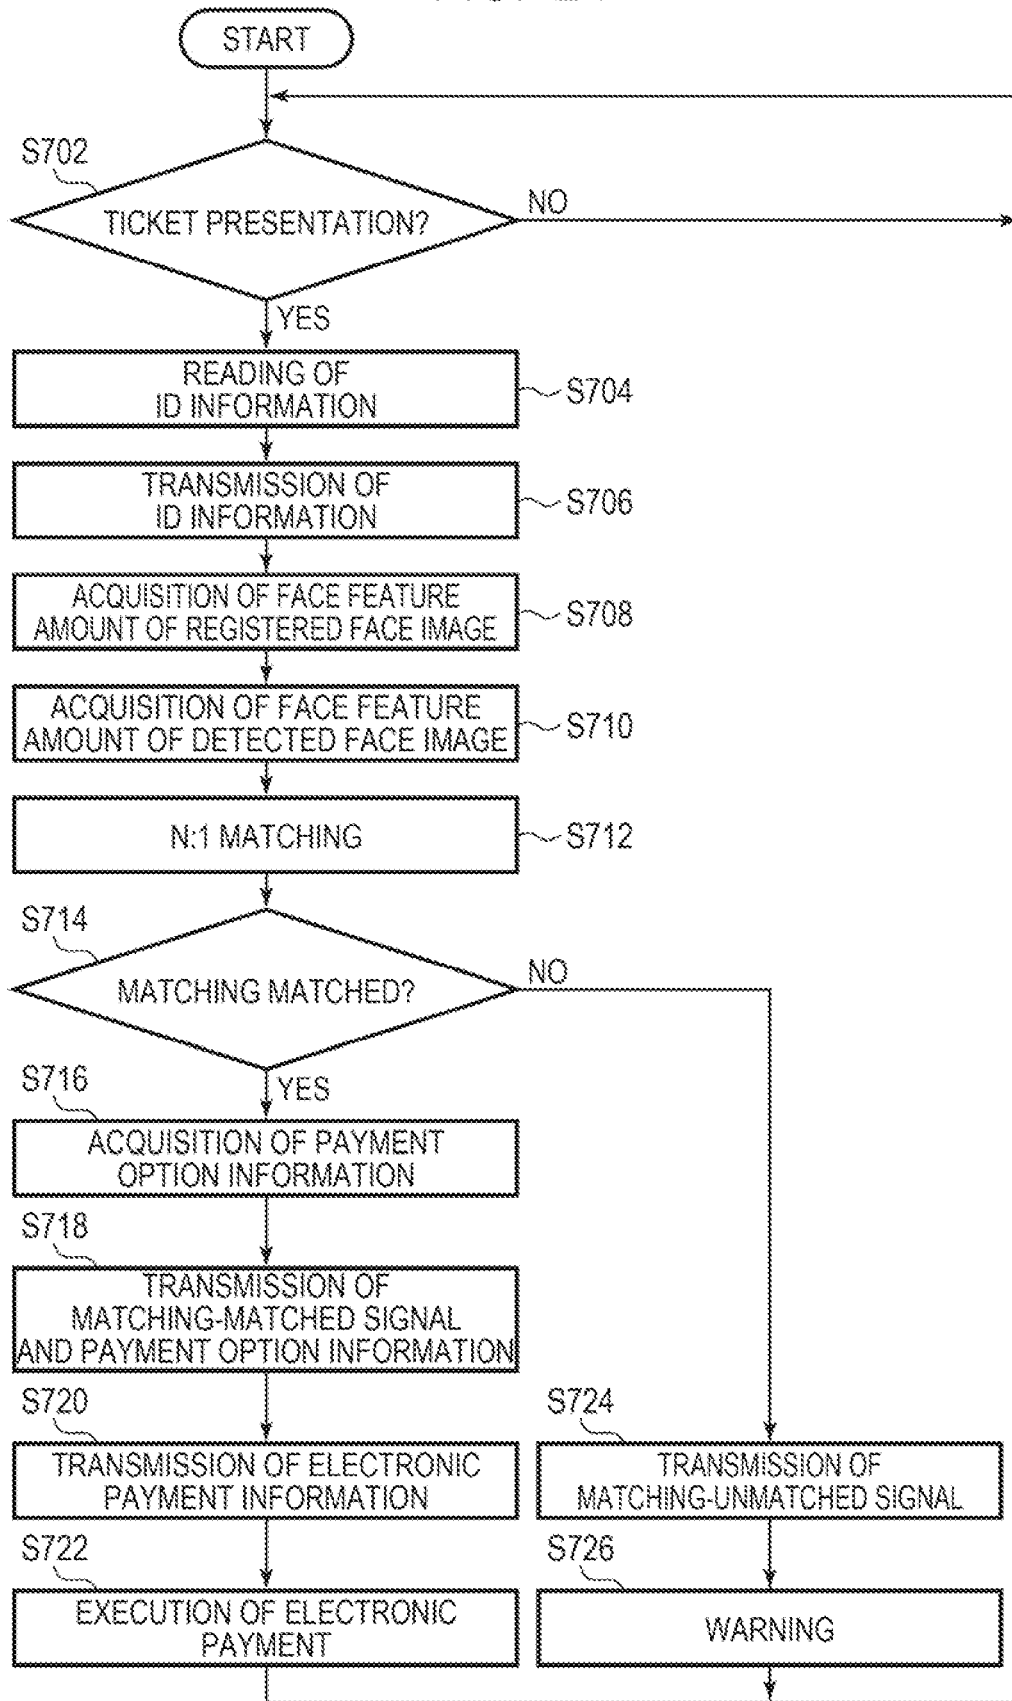 START
S702
TICKET PRESENTATION?
NO
YES
READING OF
ID INFORMATION
S704
TRANSMISSION OF
ID INFORMATION
S706
ACQUISITION OF FACE FEATURE
AMOUNT OF REGISTERED FACE IMAGE
S708
ACQUISITION OF FACE FEATURE
AMOUNT OF DETECTED FACE IMAGE
S710
N:1 MATCHING
S712
S714
MATCHING MATCHED?
NO
YES
S716
ACQUISITION OF PAYMENT
OPTION INFORMATION
S718
TRANSMISSION OF
MATCHING-MATCHED SIGNAL
AND PAYMENT OPTION INFORMATION
S720
TRANSMISSION OF ELECTRONIC
PAYMENT INFORMATION
S722
EXECUTION OF ELECTRONIC
PAYMENT
S724
TRANSMISSION OF
MATCHING-UNMATCHED SIGNAL
S726
WARNING